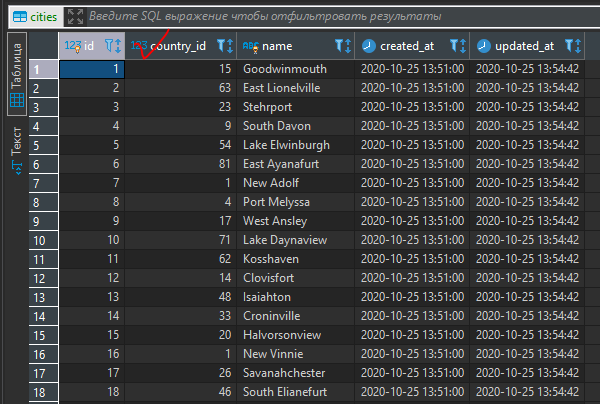 cities Введите SQL выражение чтобы отфильтровать результаты
Таблица
Текст
123 id 123 country_id ABC name created_at updated_at
1 1 15 Goodwinmouth 2020-10-25 13:51:00 2020-10-25 13:54:42
2 2 63 East Lionelville 2020-10-25 13:51:00 2020-10-25 13:54:42
3 3 23 Stehrport 2020-10-25 13:51:00 2020-10-25 13:54:42
4 4 9 South Davon 2020-10-25 13:51:00 2020-10-25 13:54:42
5 5 54 Lake Elwinburgh 2020-10-25 13:51:00 2020-10-25 13:54:42
6 6 81 East Ayanafurt 2020-10-25 13:51:00 2020-10-25 13:54:42
7 7 1 New Adolf 2020-10-25 13:51:00 2020-10-25 13:54:42
8 8 4 Port Melyssa 2020-10-25 13:51:00 2020-10-25 13:54:42
9 9 17 West Ansley 2020-10-25 13:51:00 2020-10-25 13:54:42
10 10 71 Lake Daynaview 2020-10-25 13:51:00 2020-10-25 13:54:42
11 11 62 Kosshaven 2020-10-25 13:51:00 2020-10-25 13:54:42
12 12 14 Clovisfort 2020-10-25 13:51:00 2020-10-25 13:54:42
13 13 48 Isaiahton 2020-10-25 13:51:00 2020-10-25 13:54:42
14 14 33 Croninville 2020-10-25 13:51:00 2020-10-25 13:54:42
15 15 20 Halvorsonview 2020-10-25 13:51:00 2020-10-25 13:54:42
16 16 1 New Vinnie 2020-10-25 13:51:00 2020-10-25 13:54:42
17 17 26 Savanahchester 2020-10-25 13:51:00 2020-10-25 13:54:42
18 18 46 South Elianefurt 2020-10-25 13:51:00 2020-10-25 13:54:42